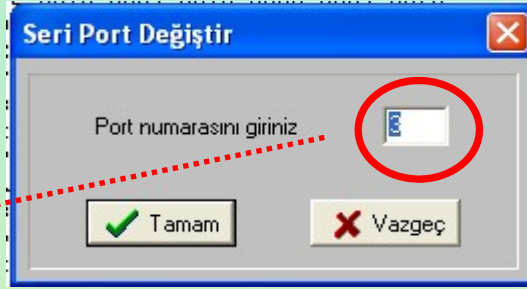 Seri Port Değiştir
Port numarasını giriniz 3
Tamam Vazgeç